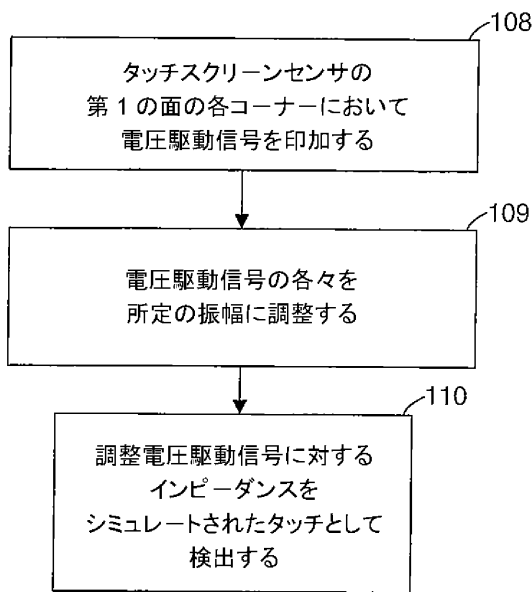 108
タッチスクリーンセンサの
第1の面の各コーナーにおいて
電圧駆動信号を印加する
109
電圧駆動信号の各々を
所定の振幅に調整する
110
調整電圧駆動信号に対する
インピーダンスを
シミュレートされたタッチとして
検出する